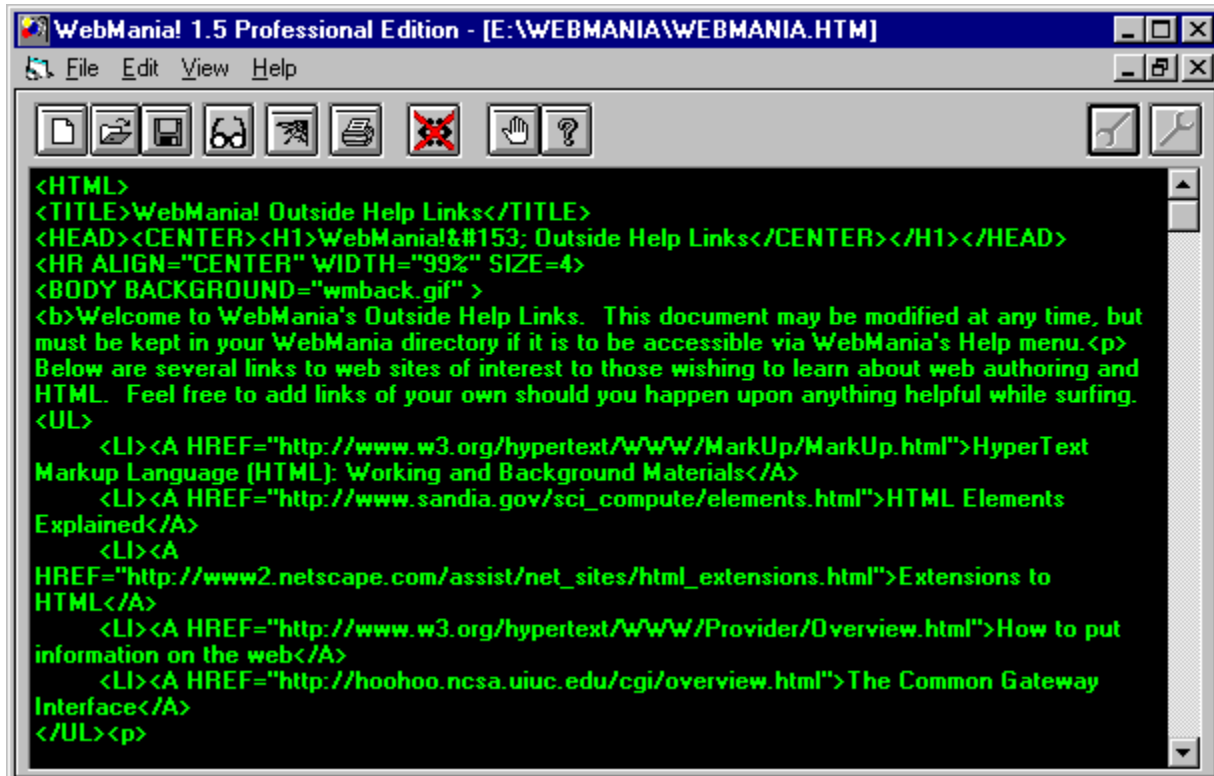 WebMania! 1.5 Professional Edition - [E:\WEBMANIA\WEBMANIA.HTM]
File Edit View Help
<HTML>
<TITLE>WebMania! Outside Help Links</TITLE>
<HEAD><CENTER><H1>WebMania!&#153; Outside Help Links</CENTER></H1></HEAD>
<HR ALIGN="CENTER" WIDTH="99%" SIZE=4>
<BODY BACKGROUND="wmback.gif" >
<b>Welcome to WebMania's Outside Help Links.  This document may be modified at any time, but
must be kept in your WebMania directory if it is to be accessible via WebMania's Help menu.<p>
Below are several links to web sites of interest to those wishing to learn about web authoring and
HTML.  Feel free to add links of your own should you happen upon anything helpful while surfing.
<UL>
<LI><A HREF="http://www.w3.org/hypertext/WWW/MarkUp/MarkUp.html">HyperText
Markup Language (HTML): Working and Background Materials</A>
<LI><A HREF="http://www.sandia.gov/sci_compute/elements.html">HTML Elements
Explained</A>
<LI><A
HREF="http://www2.netscape.com/assist/net_sites/html_extensions.html">Extensions to
HTML</A>
<LI><A HREF="http://www.w3.org/hypertext/WWW/Provider/Overview.html">How to put
information on the web</A>
<LI><A HREF="http://hoohoo.ncsa.uiuc.edu/cgi/overview.html">The Common Gateway
Interface</A>
</UL><p>